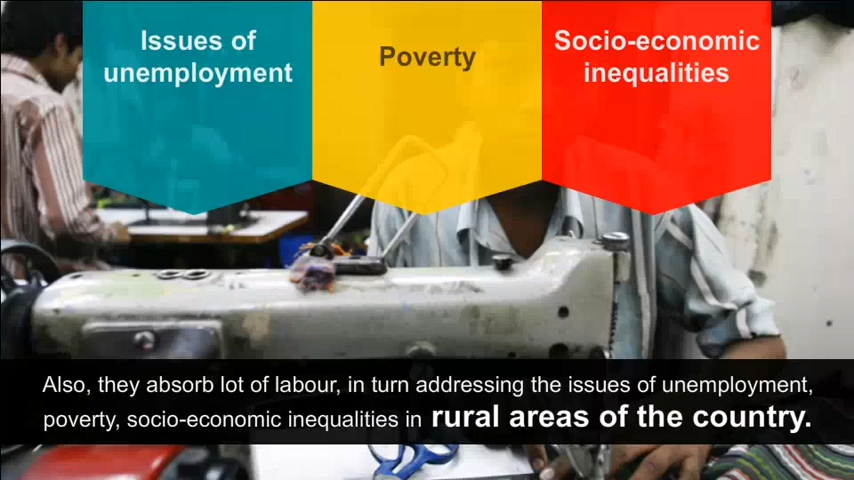 Issues of
unemployment
Poverty
Socio-economic
inequalities
Also, they absorb lot of labour, in turn addressing the issues of unemployment,
poverty, socio-economic inequalities in rural areas of the country.